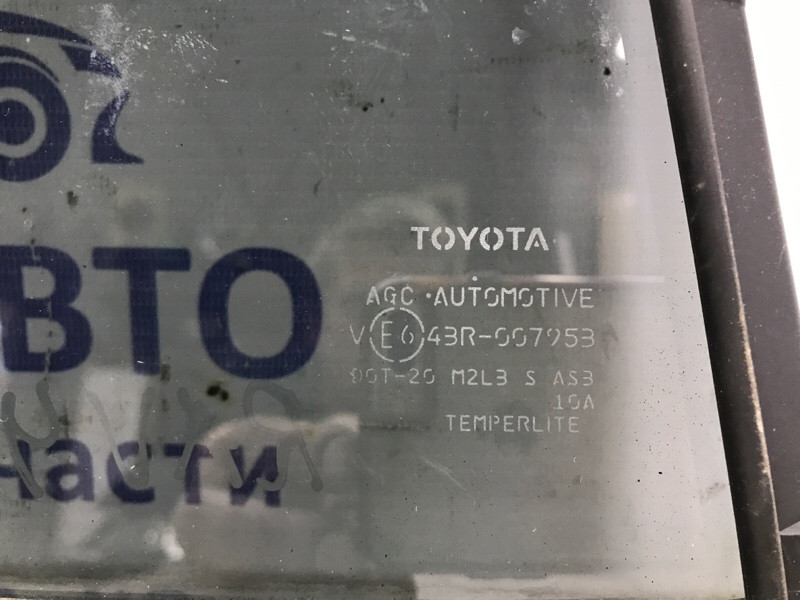 TOYOTA
AGC AUTOMOTIVE
V E6 43R-007953
DOT-20 M2L3 S AS3
10A
TEMPERLITE
ВТО
части